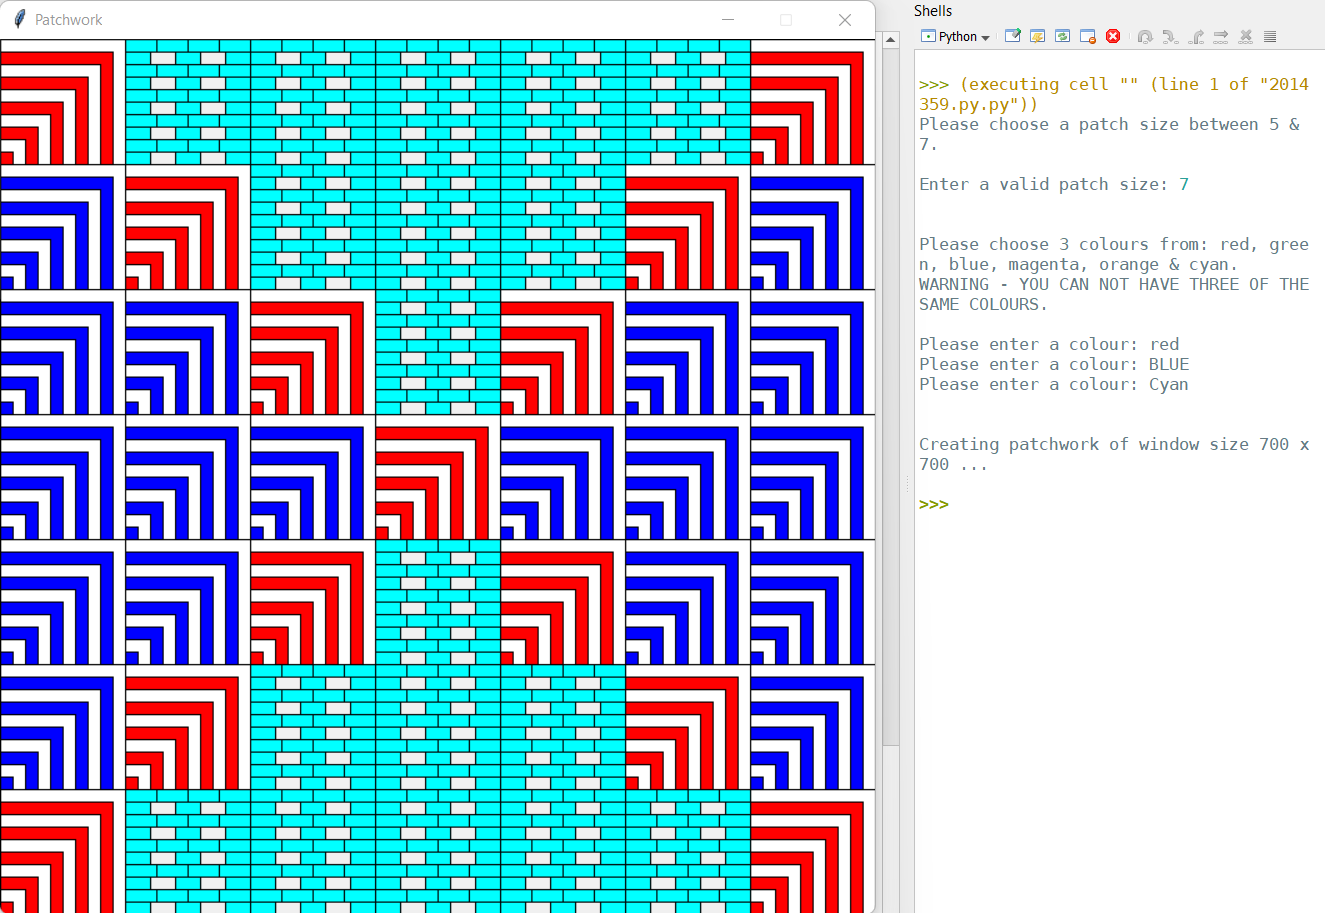 Patchwork
Shells
Python
>>> (executing cell "" (line 1 of "2014
359.py.py"))
Please choose a patch size between 5 &
7.
Enter a valid patch size: 7
Please choose 3 colours from: red, gree
n, blue, magenta, orange & cyan.
WARNING - YOU CAN NOT HAVE THREE OF THE
SAME COLOURS.
Please enter a colour: red
Please enter a colour: BLUE
Please enter a colour: Cyan
Creating patchwork of window size 700 x
700 ...
>>>